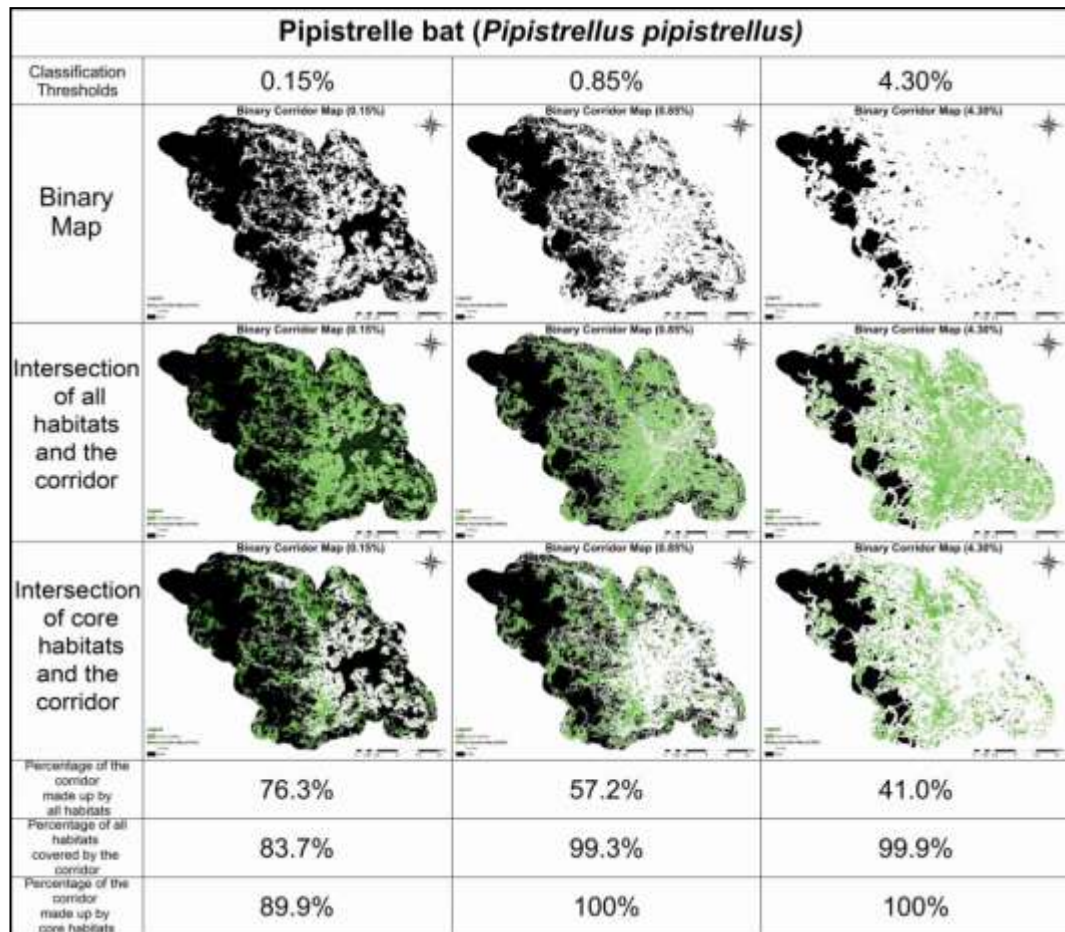 Pipistrelle bat (Pipistrellus pipistrellus)
Classification
Thresholds
0.15%
0.85%
4.30%
Binary
Map
Binary Corridor Map (0.15%)
Binary Corridor Map (0.85%)
Binary Corridor Map (4.30%)
Intersection
of all
habitats
and the
corridor
Binary Corridor Map (0.15%)
Binary Corridor Map (0.85%)
Binary Corridor Map (4.30%)
Intersection
of core
habitats
and the
corridor
Binary Corridor Map (0.15%)
Binary Corridor Map (0.85%)
Binary Corridor Map (4.30%)
Percentage of the
corridor
made up by
all habitats
76.3%
57.2%
41.0%
Percentage of all
habitats
covered by the
corridor
83.7%
99.3%
99.9%
Percentage of the
corridor
made up by
core habitats
89.9%
100%
100%